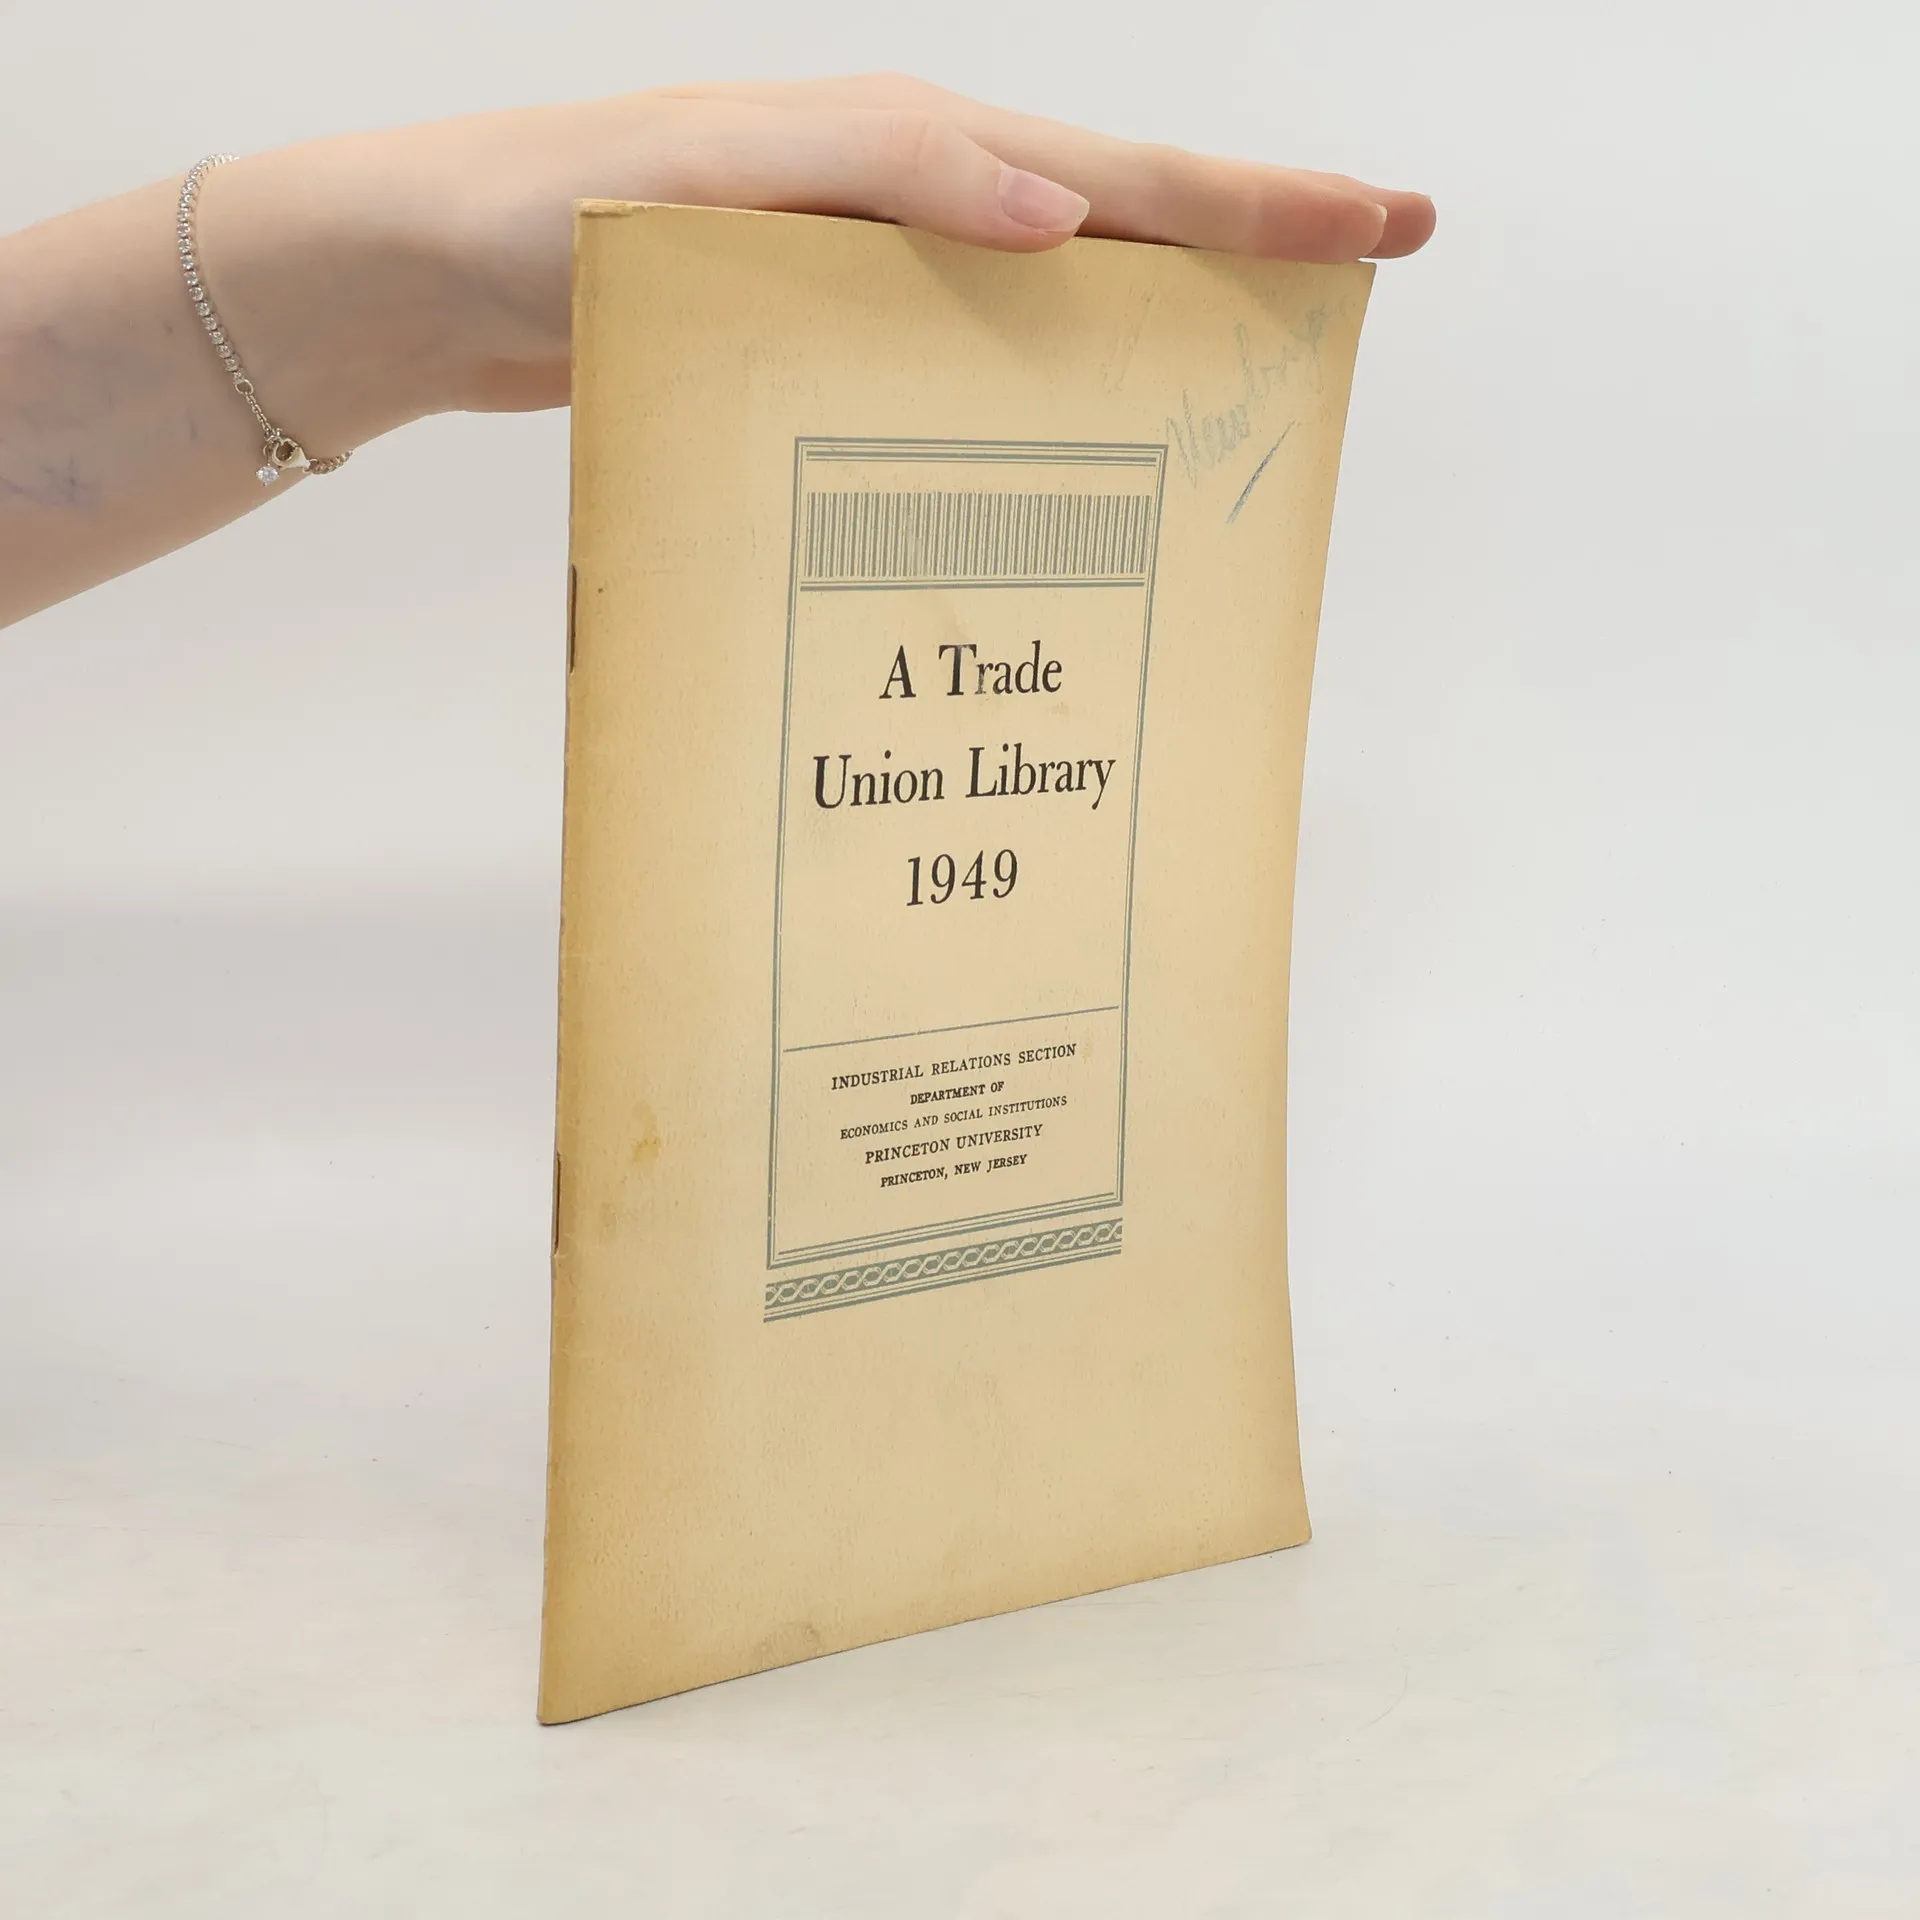 A Trade
Union Library
1949
INDUSTRIAL RELATIONS SECTION
DEPARTMENT OF
ECONOMICS AND SOCIAL INSTITUTIONS
PRINCETON UNIVERSITY
PRINCETON, NEW JERSEY